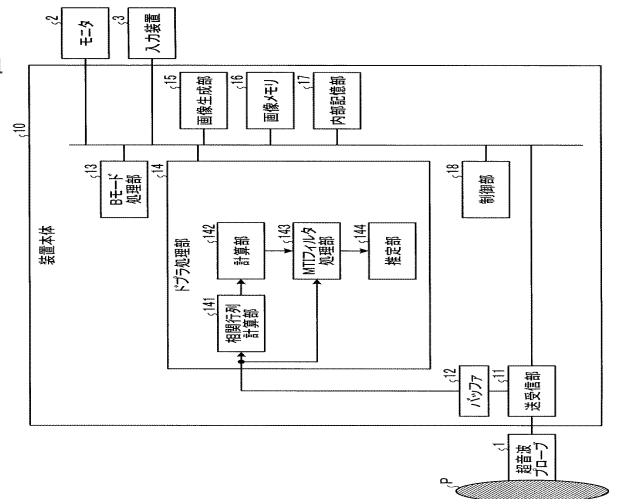 P
1
超音波
プローブ
装置本体
10
11
送受信部
12
バッファ
13
Bモード
処理部
14
ドプラ処理部
141
相関行列
計算部
142
計算部
143
MTIフィルタ
処理部
144
推定部
15
画像生成部
16
画像メモリ
17
内部記憶部
18
制御部
2
モニタ
3
入力装置